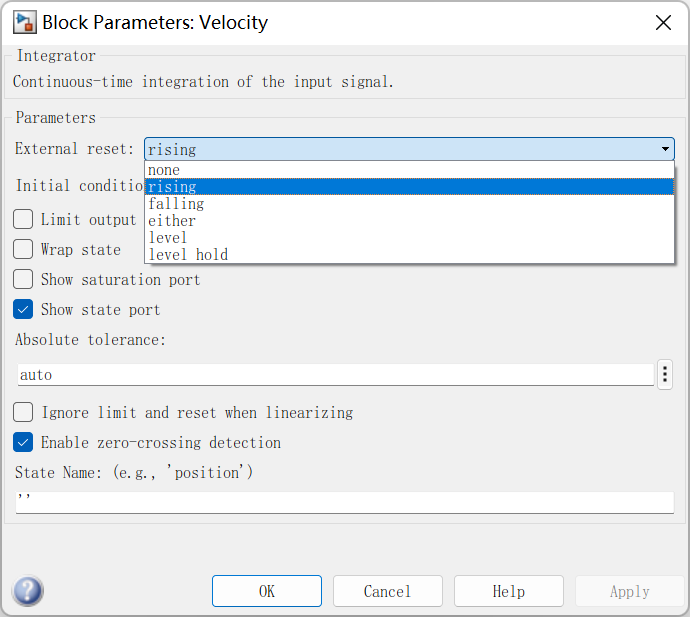 Block Parameters: Velocity
Integrator
Continuous-time integration of the input signal.
Parameters
External reset: rising
none
Initial conditio
rising
falling
Limit output
either
level
Wrap state
level hold
Show saturation port
Show state port
Absolute tolerance:
auto
Ignore limit and reset when linearizing
Enable zero-crossing detection
State Name: (e.g., 'position')
''
OK Cancel Help Apply